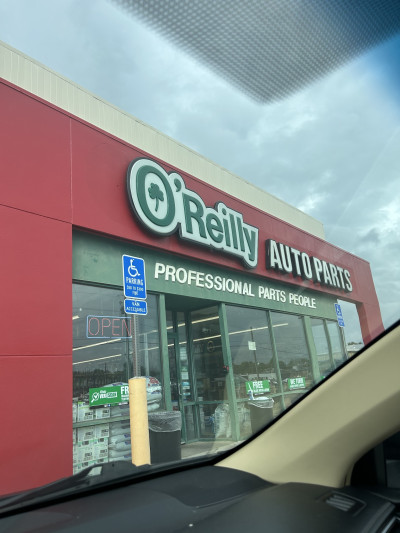 O'Reilly
AUTO PARTS
PROFESSIONAL PARTS PEOPLE
PARKING
VAN
ACCESSIBLE
OPEN
FREE
FREE